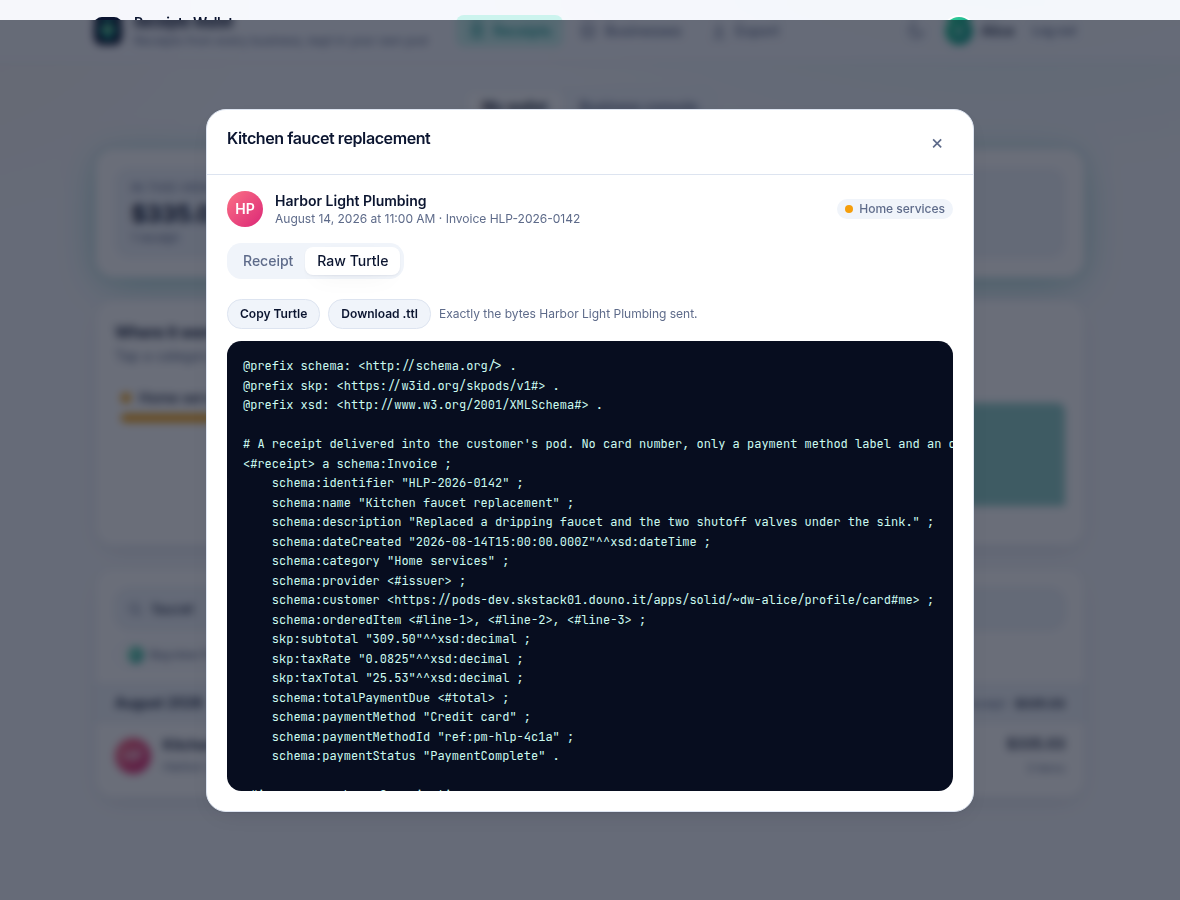 Kitchen faucet replacement
×
HP
Harbor Light Plumbing
August 14, 2026 at 11:00 AM · Invoice HLP-2026-0142
Home services
Receipt
Raw Turtle
Copy Turtle
Download .ttl
Exactly the bytes Harbor Light Plumbing sent.
@prefix schema: <http://schema.org/> .
@prefix skp: <https://w3id.org/skpods/v1#> .
@prefix xsd: <http://www.w3.org/2001/XMLSchema#> .
# A receipt delivered into the customer's pod. No card number, only a payment method label and an
<#receipt> a schema:Invoice ;
schema:identifier "HLP-2026-0142" ;
schema:name "Kitchen faucet replacement" ;
schema:description "Replaced a dripping faucet and the two shutoff valves under the sink." ;
schema:dateCreated "2026-08-14T15:00:00.000Z"^^xsd:dateTime ;
schema:category "Home services" ;
schema:provider <#issuer> ;
schema:customer <https://pods-dev.skstack01.douno.it/apps/solid/~dw-alice/profile/card#me> ;
schema:orderedItem <#line-1>, <#line-2>, <#line-3> ;
skp:subtotal "309.50"^^xsd:decimal ;
skp:taxRate "0.0825"^^xsd:decimal ;
skp:taxTotal "25.53"^^xsd:decimal ;
schema:totalPaymentDue <#total> ;
schema:paymentMethod "Credit card" ;
schema:paymentMethodId "ref:pm-hlp-4c1a" ;
schema:paymentStatus "PaymentComplete" .